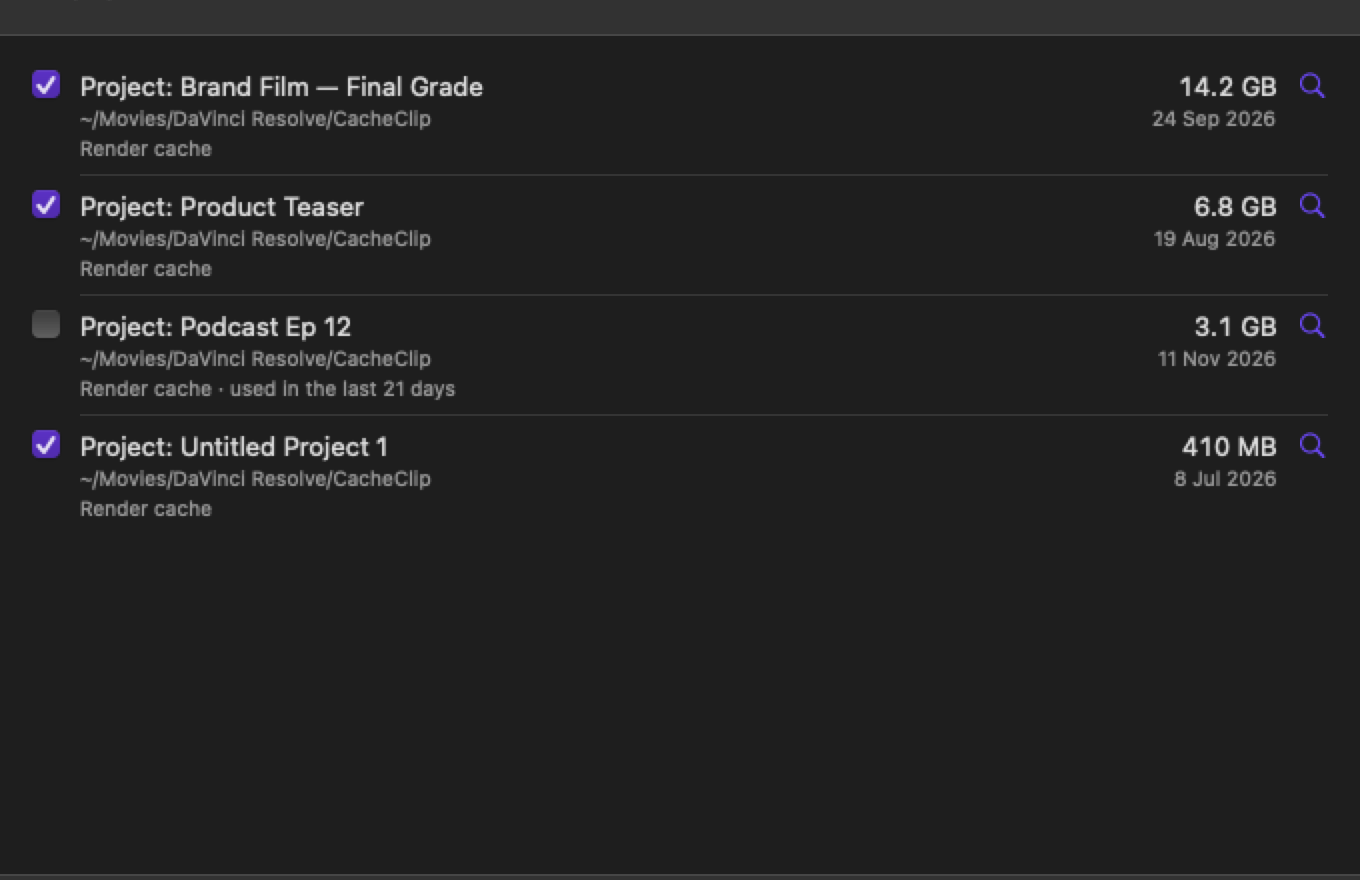 Project: Brand Film — Final Grade
14.2 GB
~/Movies/DaVinci Resolve/CacheClip
24 Sep 2026
Render cache
Project: Product Teaser
6.8 GB
~/Movies/DaVinci Resolve/CacheClip
19 Aug 2026
Render cache
Project: Podcast Ep 12
3.1 GB
~/Movies/DaVinci Resolve/CacheClip
11 Nov 2026
Render cache · used in the last 21 days
Project: Untitled Project 1
410 MB
~/Movies/DaVinci Resolve/CacheClip
8 Jul 2026
Render cache